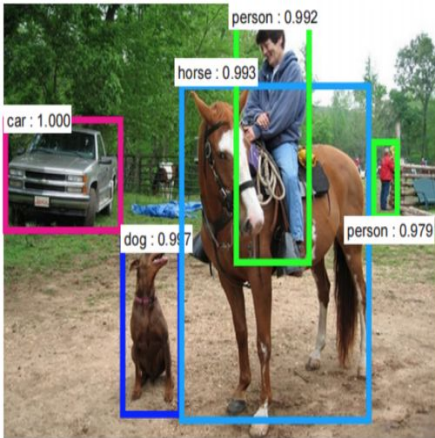 person : 0.992
horse : 0.993
car : 1.000
dog : 0.997
person : 0.979